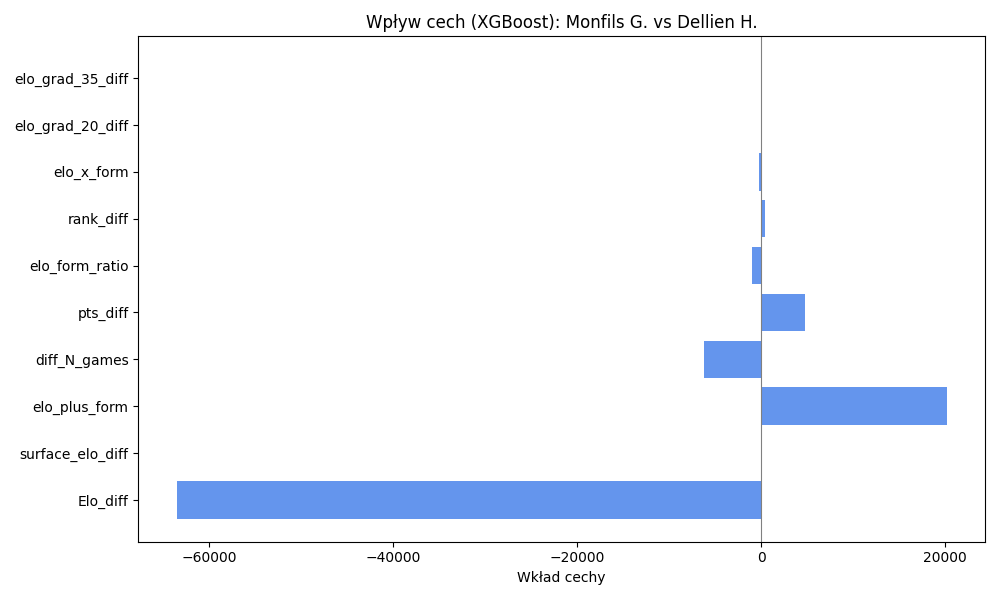 Wpływ cech (XGBoost): Monfils G. vs Dellien H.
elo_grad_35_diff
elo_grad_20_diff
elo_x_form
rank_diff
elo_form_ratio
pts_diff
diff_N_games
elo_plus_form
surface_elo_diff
Elo_diff
−60000 −40000 −20000 0 20000
Wkład cechy